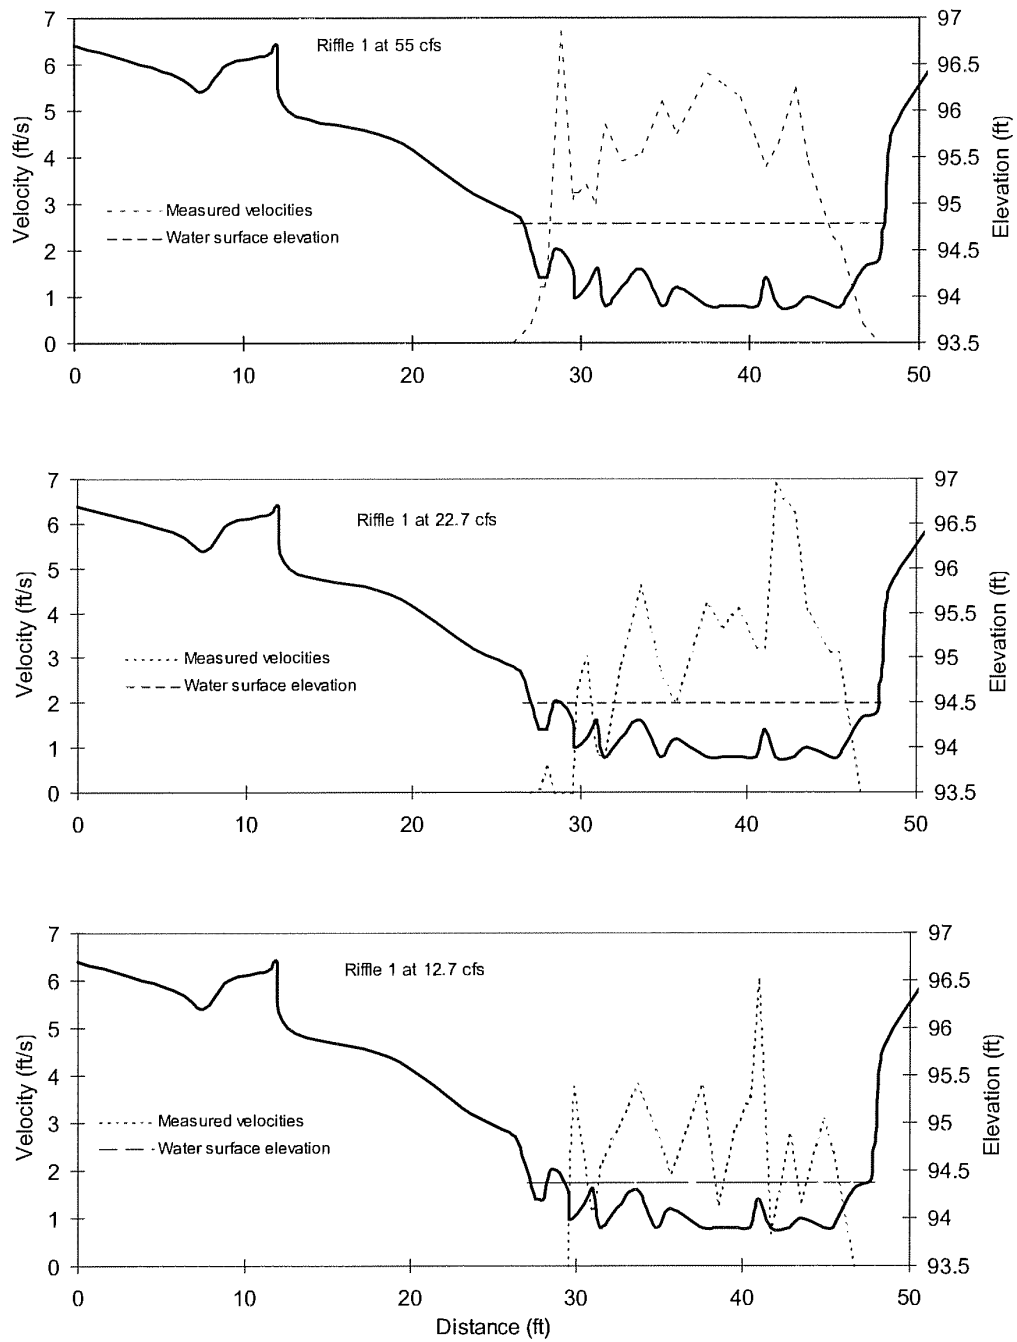 Riffle 1 at 55 cfs
Velocity (ft/s)
7
6
5
4
3
2
1
0
Measured velocities
Water surface elevation
97
96.5
96
95.5
95
94.5
94
93.5
Elevation (ft)
0 10 20 30 40 50
Riffle 1 at 22.7 cfs
Velocity (ft/s)
7
6
5
4
3
2
1
0
Measured velocities
Water surface elevation
97
96.5
96
95.5
95
94.5
94
93.5
Elevation (ft)
0 10 20 30 40 50
Riffle 1 at 12.7 cfs
Velocity (ft/s)
7
6
5
4
3
2
1
0
Measured velocities
Water surface elevation
97
96.5
96
95.5
95
94.5
94
93.5
Elevation (ft)
0 10 20 30 40 50
Distance (ft)